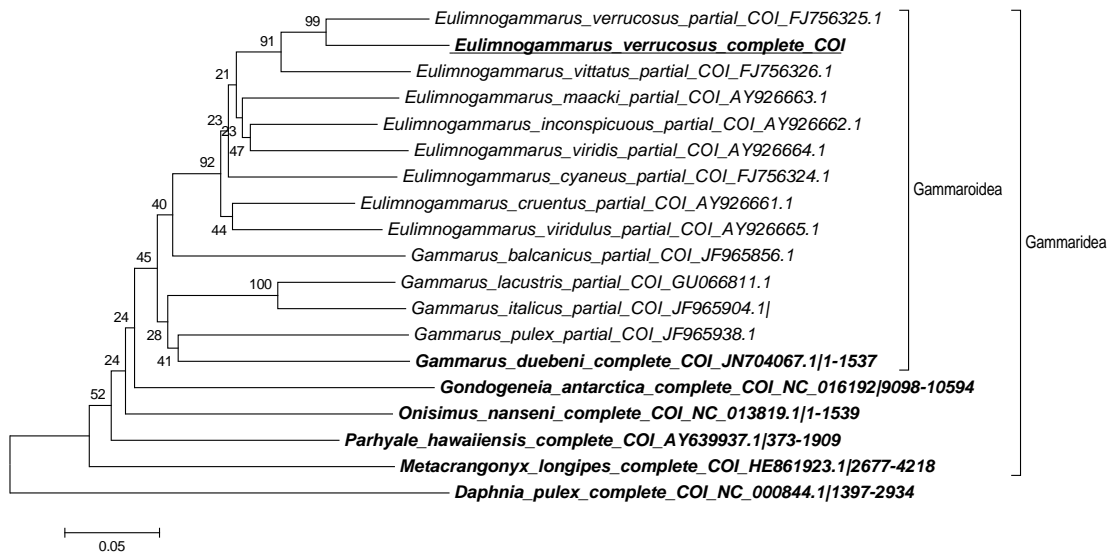 Eulimnogammarus_verrucosus_partial_COI_FJ756325.1
99
Eulimnogammarus_verrucosus_complete_COI
91
Eulimnogammarus_vittatus_partial_COI_FJ756326.1
21
Eulimnogammarus_maacki_partial_COI_AY926663.1
23
23
Eulimnogammarus_inconspicuous_partial_COI_AY926662.1
47
Eulimnogammarus_viridis_partial_COI_AY926664.1
92
Eulimnogammarus_cyaneus_partial_COI_FJ756324.1
Gammaroidea
Eulimnogammarus_cruentus_partial_COI_AY926661.1
40
44
Eulimnogammarus_viridulus_partial_COI_AY926665.1
Gammaridea
45
Gammarus_balcanicus_partial_COI_JF965856.1
100
Gammarus_lacustris_partial_COI_GU066811.1
Gammarus_italicus_partial_COI_JF965904.1|
24
28
Gammarus_pulex_partial_COI_JF965938.1
41
Gammarus_duebeni_complete_COI_JN704067.1|1-1537
24
Gondogeneia_antarctica_complete_COI_NC_016192|9098-10594
52
Onisimus_nanseni_complete_COI_NC_013819.1|1-1539
Parhyale_hawaiiensis_complete_COI_AY639937.1|373-1909
Metacrangonyx_longipes_complete_COI_HE861923.1|2677-4218
Daphnia_pulex_complete_COI_NC_000844.1|1397-2934
0.05